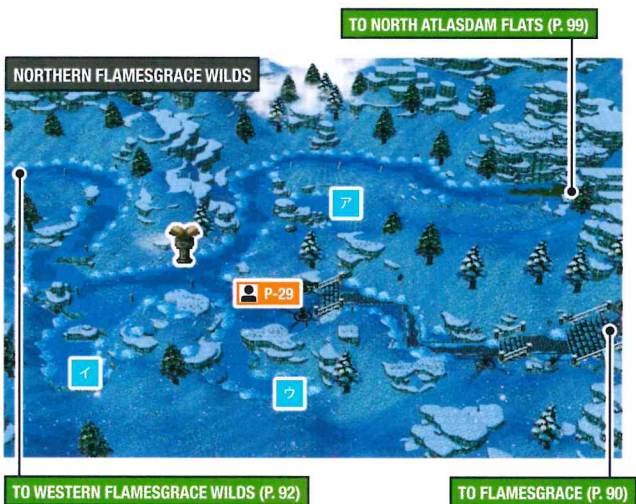 TO NORTH ATLASDAM FLATS (P. 99)
NORTHERN FLAMESGRACE WILDS
ア
P-29
イ
ウ
TO WESTERN FLAMESGRACE WILDS (P. 92)
TO FLAMESGRACE (P. 90)